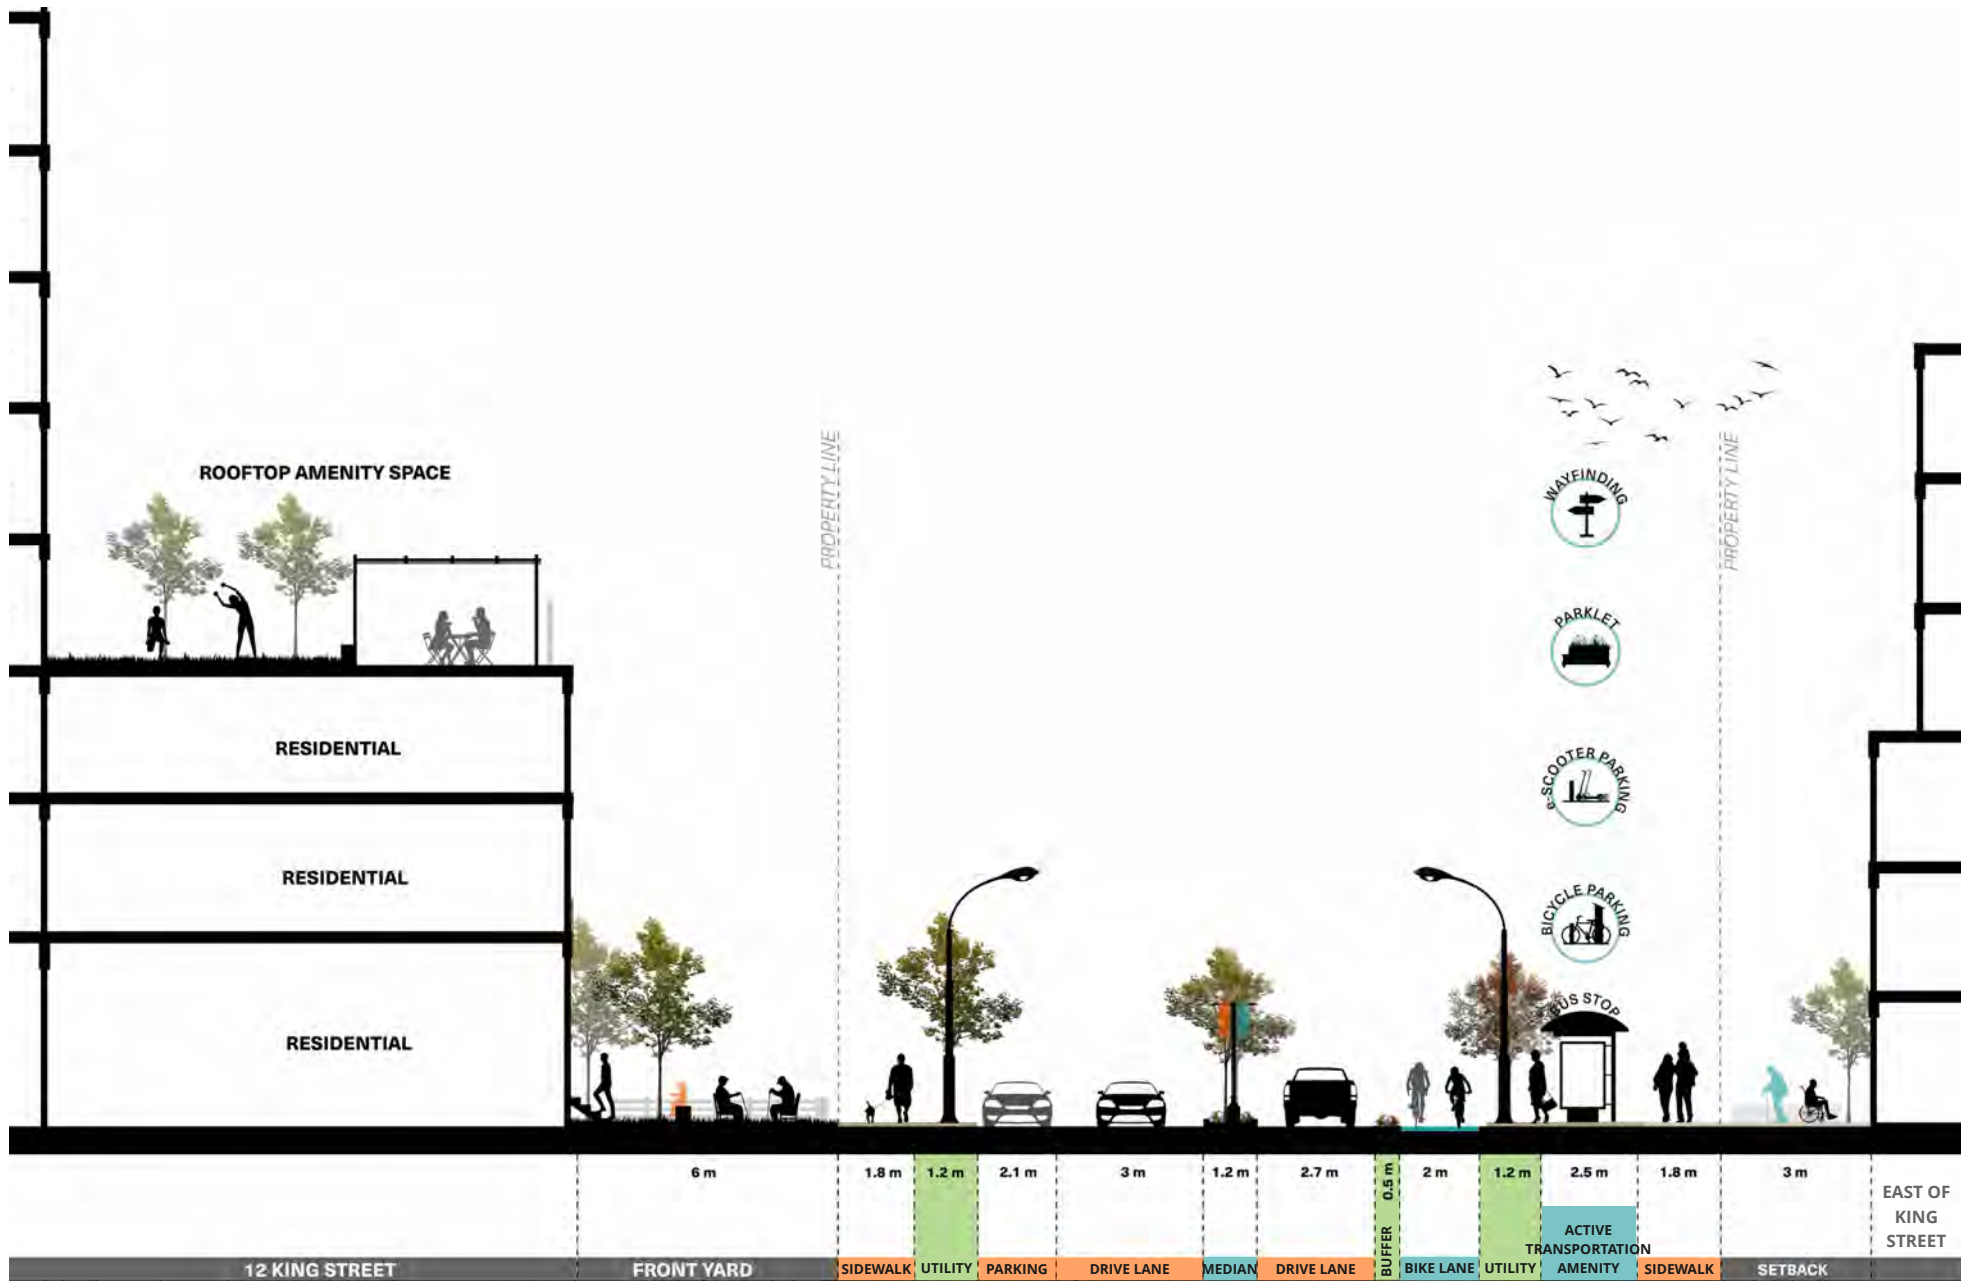 ROOFTOP AMENITY SPACE
RESIDENTIAL
RESIDENTIAL
RESIDENTIAL
PROPERTY LINE
PROPERTY LINE
WAYFINDING
PARKLET
e-SCOOTER PARKING
BICYCLE PARKING
BUS STOP
6 m
1.8 m
1.2 m
2.1 m
3 m
1.2 m
2.7 m
0.5 m
2 m
1.2 m
2.5 m
1.8 m
3 m
12 KING STREET
FRONT YARD
SIDEWALK
UTILITY
PARKING
DRIVE LANE
MEDIAN
DRIVE LANE
BUFFER
BIKE LANE
UTILITY
ACTIVE
TRANSPORTATION
AMENITY
SIDEWALK
SETBACK
EAST OF
KING
STREET